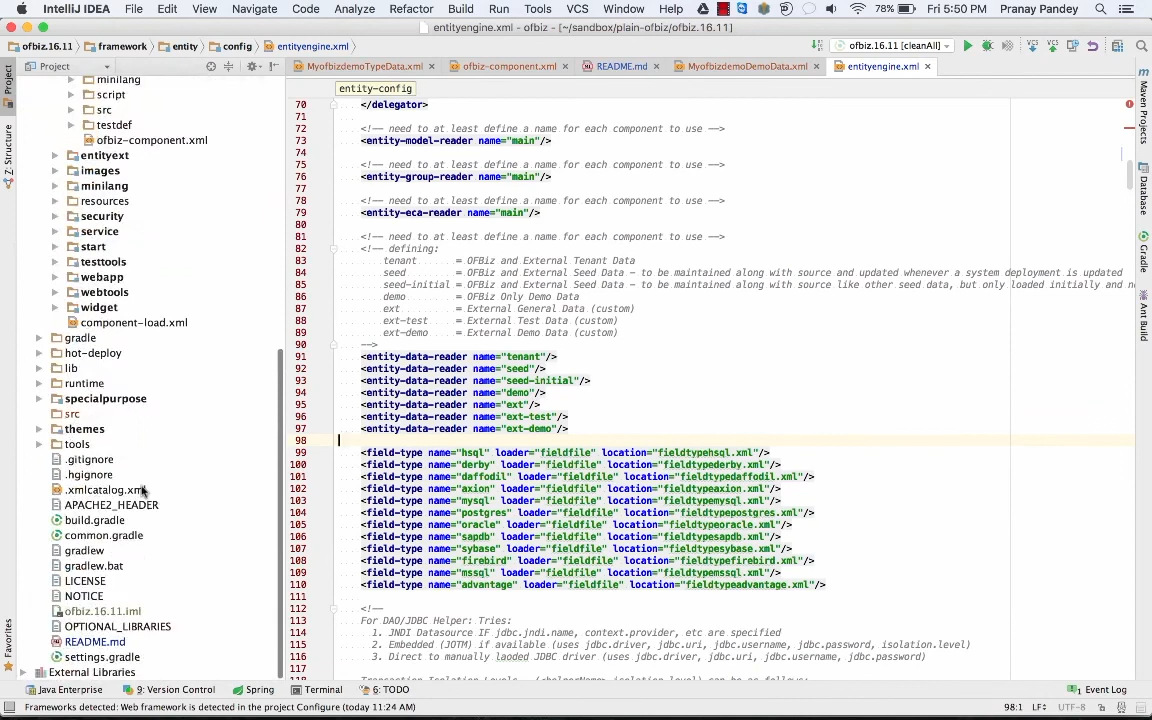 IntelliJ IDEA File Edit View Navigate Code Analyze Refactor Build Run Tools VCS Window Help 78% Fri 5:50 PM Pranay Pandey
entityengine.xml - ofbiz - [~/sandbox/plain-ofbiz/ofbiz.16.11]
ofbiz.16.11 framework entity config entityengine.xml ofbiz.16.11 [cleanAll]
Project MyofbizdemoTypeData.xml ofbiz-component.xml README.md MyofbizdemoDemoData.xml entityengine.xml
entity-config
minilang
script
src
testdef
ofbiz-component.xml
entityext
images
minilang
resources
security
service
start
testtools
webapp
webtools
widget
component-load.xml
gradle
hot-deploy
lib
runtime
specialpurpose
src
themes
tools
.gitignore
.hgignore
.xmlcatalog.xml
APACHE2_HEADER
build.gradle
common.gradle
gradlew
gradlew.bat
LICENSE
NOTICE
ofbiz.16.11.iml
OPTIONAL_LIBRARIES
README.md
settings.gradle
External Libraries
70 </delegator>
71
72 <!-- need to at least define a name for each component to use -->
73 <entity-model-reader name="main"/>
74
75 <!-- need to at least define a name for each component to use -->
76 <entity-group-reader name="main"/>
77
78 <!-- need to at least define a name for each component to use -->
79 <entity-eca-reader name="main"/>
80
81 <!-- need to at least define a name for each component to use -->
82 <!-- defining:
83 tenant = OFBiz and External Tenant Data
84 seed = OFBiz and External Seed Data - to be maintained along with source and updated whenever a system deployment is updated
85 seed-initial = OFBiz and External Seed Data - to be maintained along with source like other seed data, but only loaded initially and n
86 demo = OFBiz Only Demo Data
87 ext = External General Data (custom)
88 ext-test = External Test Data (custom)
89 ext-demo = External Demo Data (custom)
90 -->
91 <entity-data-reader name="tenant"/>
92 <entity-data-reader name="seed"/>
93 <entity-data-reader name="seed-initial"/>
94 <entity-data-reader name="demo"/>
95 <entity-data-reader name="ext"/>
96 <entity-data-reader name="ext-test"/>
97 <entity-data-reader name="ext-demo"/>
98
99 <field-type name="hsql" loader="fieldfile" location="fieldtypehsql.xml"/>
100 <field-type name="derby" loader="fieldfile" location="fieldtypederby.xml"/>
101 <field-type name="daffodil" loader="fieldfile" location="fieldtypedaffodil.xml"/>
102 <field-type name="axion" loader="fieldfile" location="fieldtypeaxion.xml"/>
103 <field-type name="mysql" loader="fieldfile" location="fieldtypemysql.xml"/>
104 <field-type name="postgres" loader="fieldfile" location="fieldtypepostgres.xml"/>
105 <field-type name="oracle" loader="fieldfile" location="fieldtypeoracle.xml"/>
106 <field-type name="sapdb" loader="fieldfile" location="fieldtypesapdb.xml"/>
107 <field-type name="sybase" loader="fieldfile" location="fieldtypesybase.xml"/>
108 <field-type name="firebird" loader="fieldfile" location="fieldtypefirebird.xml"/>
109 <field-type name="mssql" loader="fieldfile" location="fieldtypemssql.xml"/>
110 <field-type name="advantage" loader="fieldfile" location="fieldtypeadvantage.xml"/>
111
112 <!--
113 For DAO/JDBC Helper: Tries:
114 1. JNDI Datasource IF jdbc.jndi.name, context.provider, etc are specified
115 2. Embedded (JOTM) if available (uses jdbc.driver, jdbc.uri, jdbc.username, jdbc.password, isolation.level)
116 3. Direct to manually laoded JDBC driver (uses jdbc.driver, jdbc.uri, jdbc.username, jdbc.password)
117
1: Project
Z: Structure
Favorites
Maven Projects
Database
Gradle
Ant Build
Java Enterprise 9: Version Control Spring Terminal 6: TODO 1 Event Log
Frameworks detected: Web framework is detected in the project Configure (today 11:24 AM) 98:1 LF UTF-8